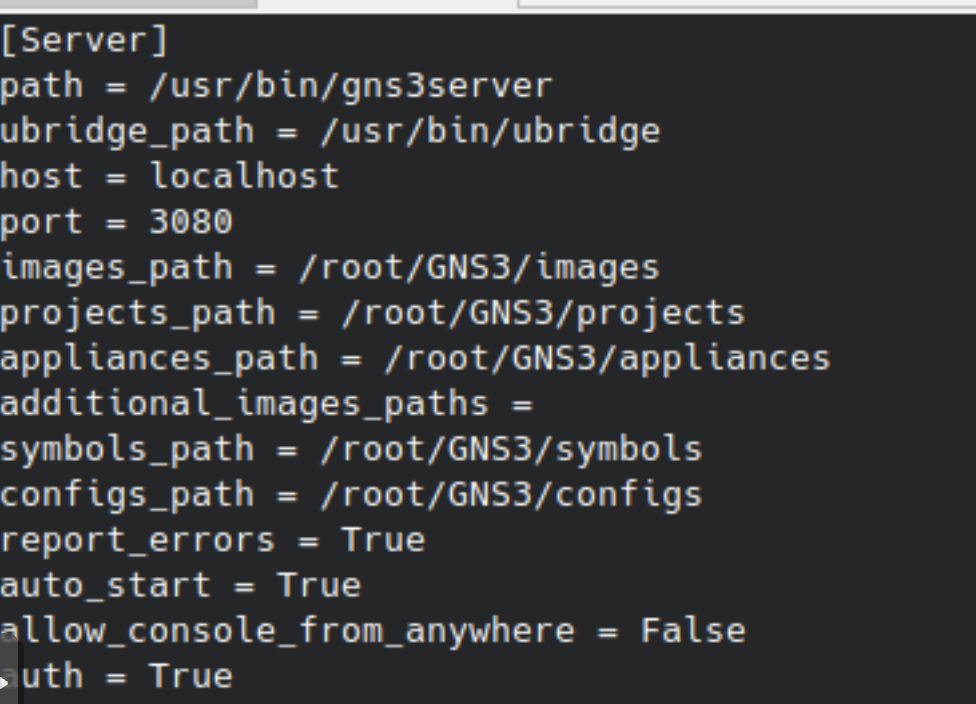 [Server]
path = /usr/bin/gns3server
ubridge_path = /usr/bin/ubridge
host = localhost
port = 3080
images_path = /root/GNS3/images
projects_path = /root/GNS3/projects
appliances_path = /root/GNS3/appliances
additional_images_paths =
symbols_path = /root/GNS3/symbols
configs_path = /root/GNS3/configs
report_errors = True
auto_start = True
allow_console_from_anywhere = False
auth = True